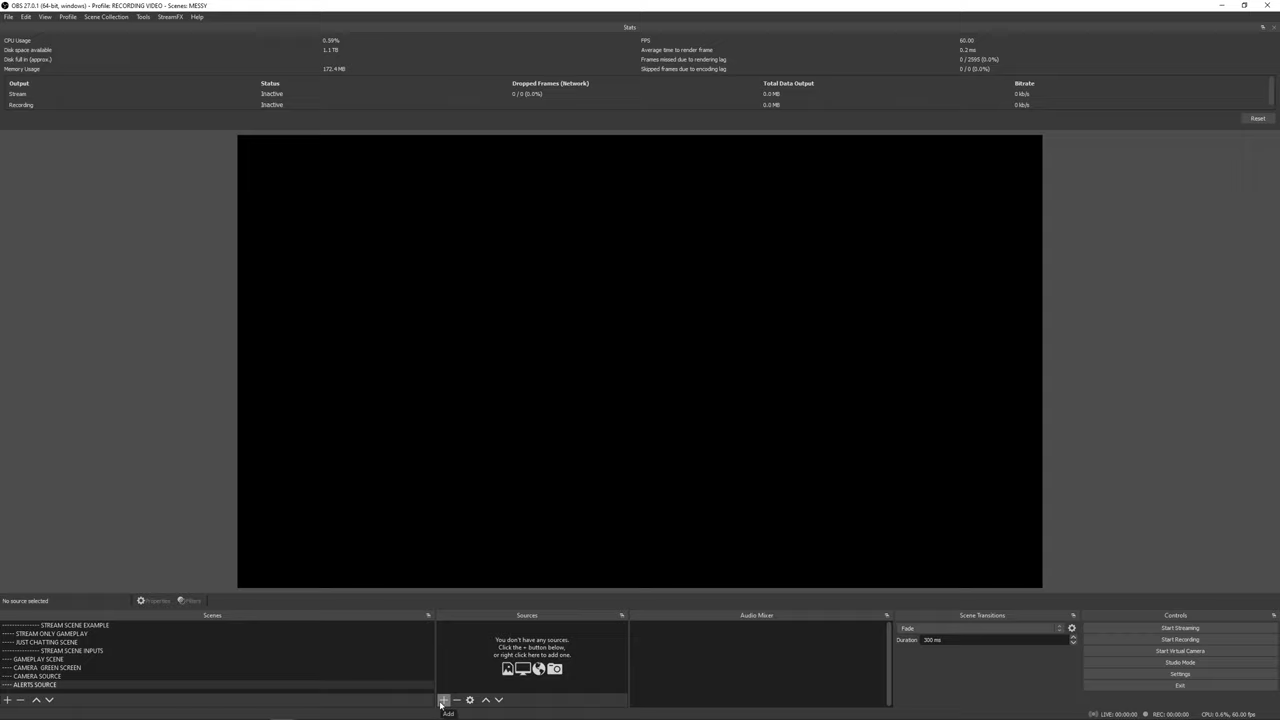 OBS 27.0.1 (64-bit, windows) - Profile: RECORDING VIDEO - Scenes: MESSY
File Edit View Profile Scene Collection Tools StreamFX Help
Stats
CPU Usage 0.59% FPS 60.00
Disk space available 1.1 TB Average time to render frame 0.2 ms
Disk full in (approx.) Frames missed due to rendering lag 0 / 2595 (0.0%)
Memory Usage 172.4 MB Skipped frames due to encoding lag 0 / 0 (0.0%)
Output Status Dropped Frames (Network) Total Data Output Bitrate
Stream Inactive 0 / 0 (0.0%) 0.0 MB 0 kb/s
Recording Inactive 0.0 MB 0 kb/s
Reset
No source selected Properties Filters
Scenes Sources Audio Mixer Scene Transitions Controls
--------------- STREAM SCENE EXAMPLE
----- STREAM ONLY GAMEPLAY
----- JUST CHATTING SCENE
--------------- STREAM SCENE INPUTS
---- GAMEPLAY SCENE
---- CAMERA GREEN SCREEN
---- CAMERA SOURCE
---- ALERTS SOURCE
You don't have any sources.
Click the + button below,
or right click here to add one.
Fade
Duration 300 ms
Start Streaming
Start Recording
Start Virtual Camera
Studio Mode
Settings
Exit
Add
LIVE: 00:00:00 REC: 00:00:00 CPU: 0.6%, 60.00 fps